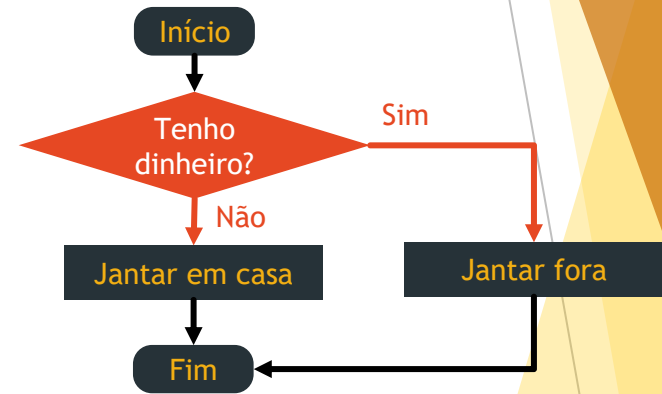 Início
Tenho
dinheiro?
Sim
Não
Jantar em casa
Jantar fora
Fim